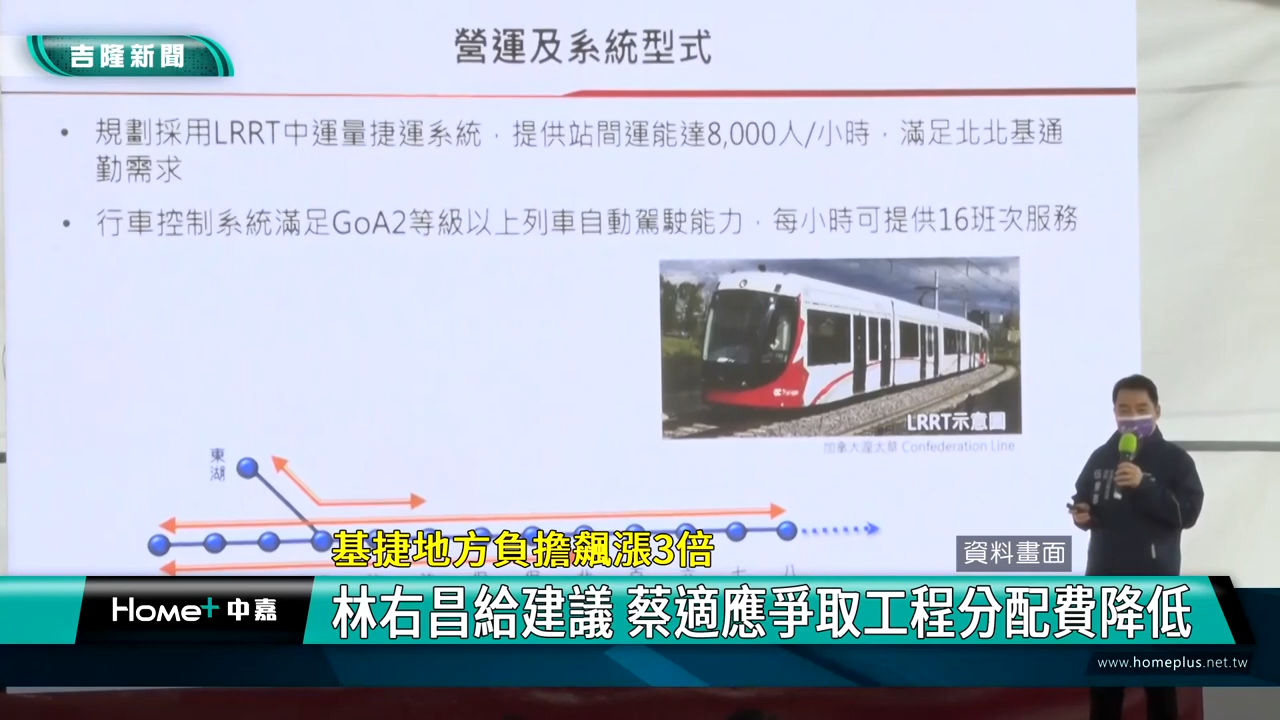 吉隆新聞
營運及系統型式
• 規劃採用LRRT中運量捷運系統，提供站間運能達8,000人/小時，滿足北北基通
勤需求
• 行車控制系統滿足GoA2等級以上列車自動駕駛能力，每小時可提供16班次服務
LRRT示意圖
加拿大渥太華 Confederation Line
東湖
基捷地方負擔飆漲3倍
資料畫面
Home+中嘉
林右昌給建議 蔡適應爭取工程分配費降低
www.homeplus.net.tw